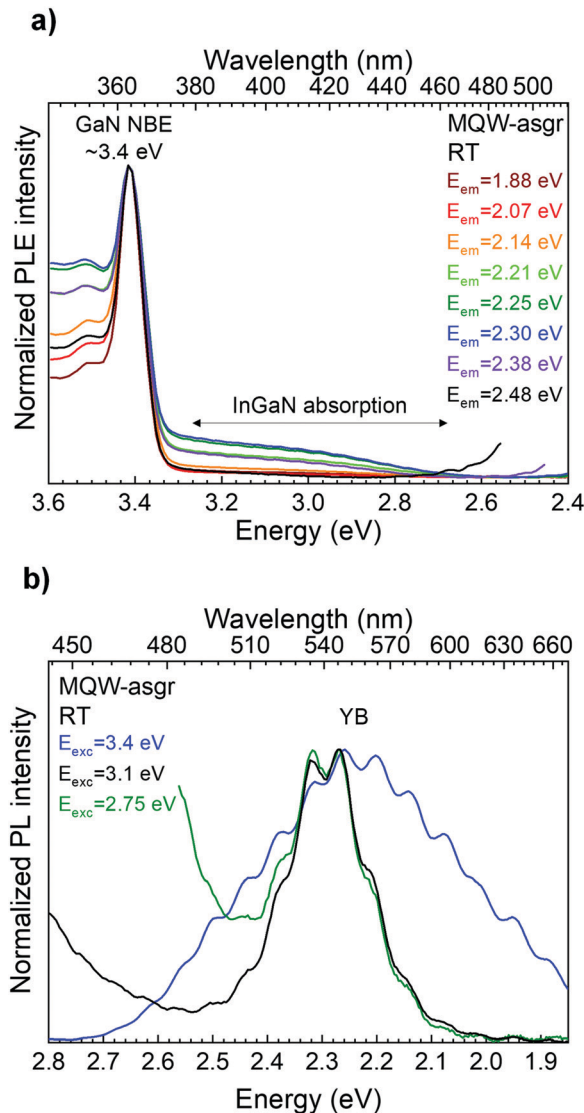 a)
Wavelength (nm)
360 380 400 420 440 460 480 500
GaN NBE
~3.4 eV
MQW-asgr
RT
E_em=1.88 eV
E_em=2.07 eV
E_em=2.14 eV
E_em=2.21 eV
E_em=2.25 eV
E_em=2.30 eV
E_em=2.38 eV
E_em=2.48 eV
InGaN absorption
Normalized PLE intensity
3.6 3.4 3.2 3.0 2.8 2.6 2.4
Energy (eV)
b)
Wavelength (nm)
450 480 510 540 570 600 630 660
MQW-asgr
RT
YB
E_exc=3.4 eV
E_exc=3.1 eV
E_exc=2.75 eV
Normalized PL intensity
2.8 2.7 2.6 2.5 2.4 2.3 2.2 2.1 2.0 1.9
Energy (eV)